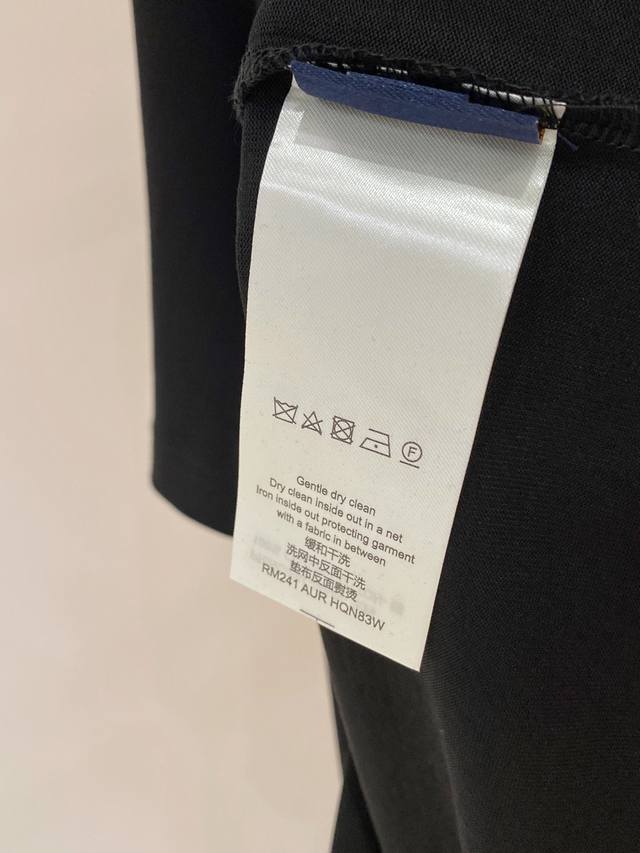 F
Gentle dry clean
Dry clean inside out in a net
Iron inside out protecting garment
with a fabric in between
缓和干洗
洗网中反面干洗
垫布反面熨烫
RM241 AUR HQN83W